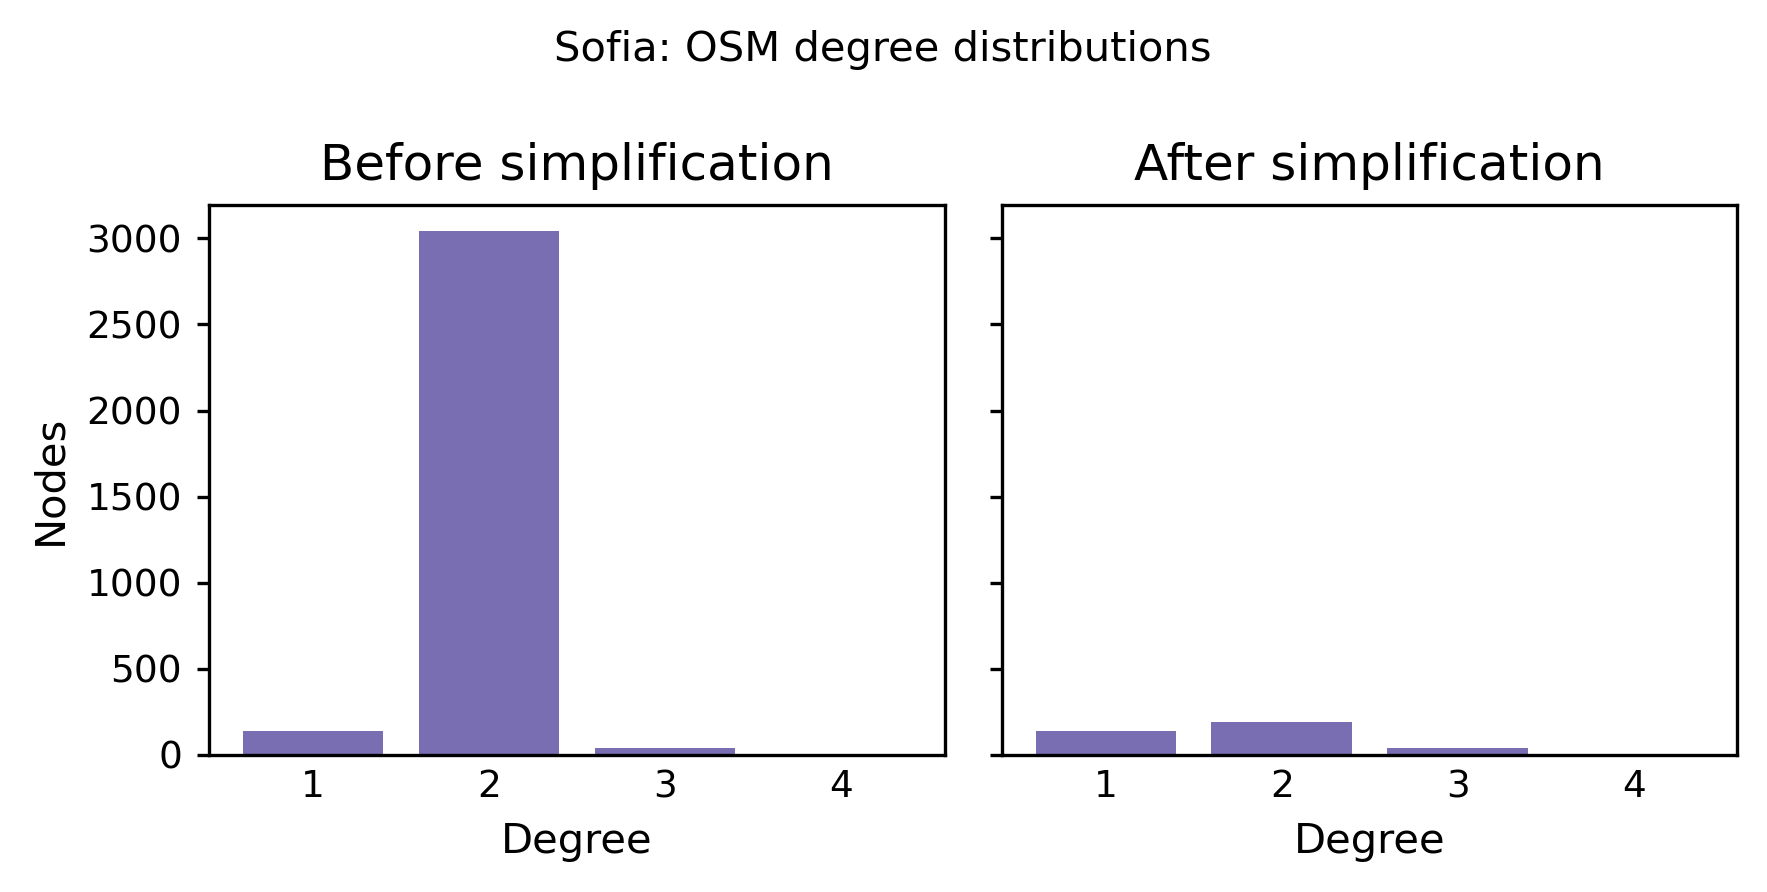 Sofia: OSM degree distributions
Before simplification
After simplification
3000
2500
2000
1500
1000
500
0
Nodes
1 2 3 4
1 2 3 4
Degree
Degree